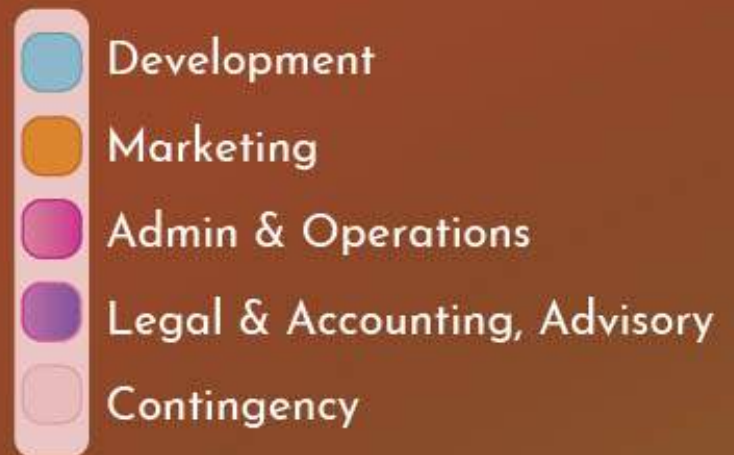 Development
Marketing
Admin & Operations
Legal & Accounting, Advisory
Contingency